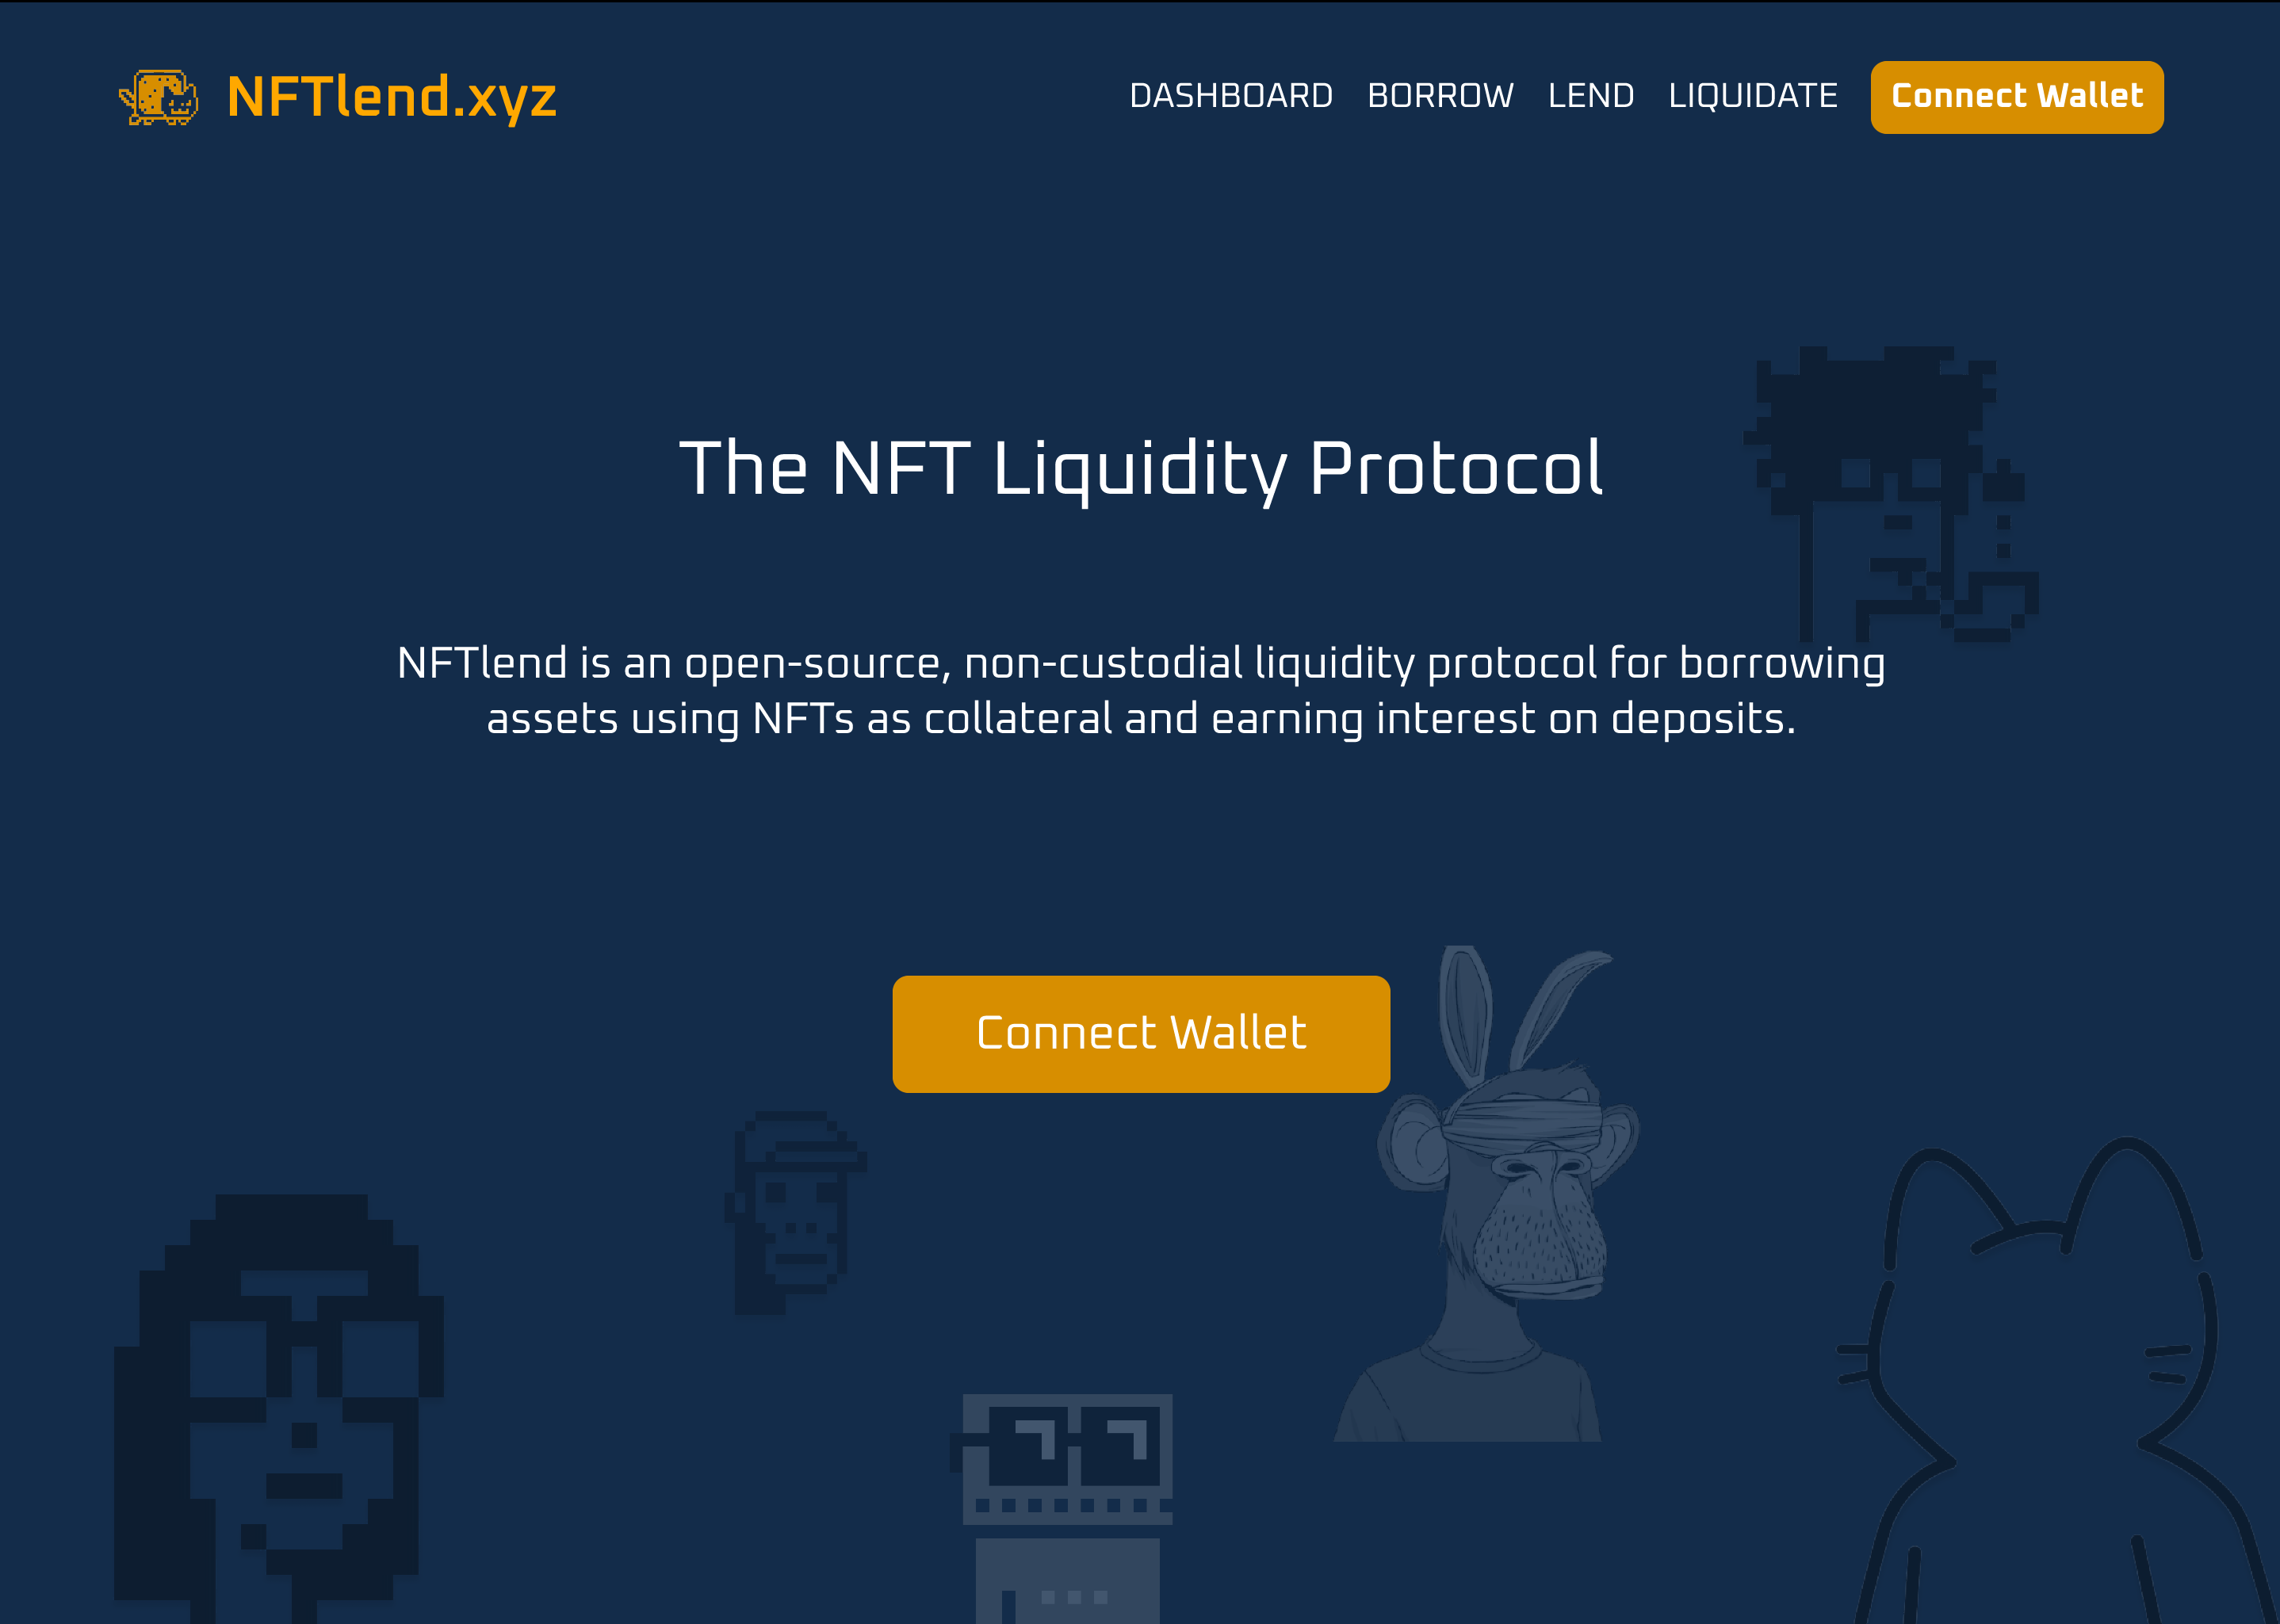 NFTlend.xyz
DASHBOARD BORROW LEND LIQUIDATE Connect Wallet
The NFT Liquidity Protocol
NFTlend is an open-source, non-custodial liquidity protocol for borrowing
assets using NFTs as collateral and earning interest on deposits.
Connect Wallet